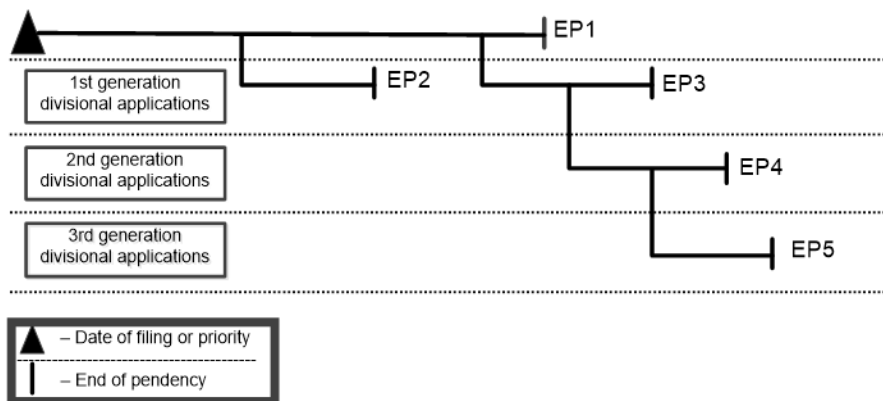 EP1
1st generation
divisional applications
EP2
EP3
2nd generation
divisional applications
EP4
3rd generation
divisional applications
EP5
– Date of filing or priority
– End of pendency